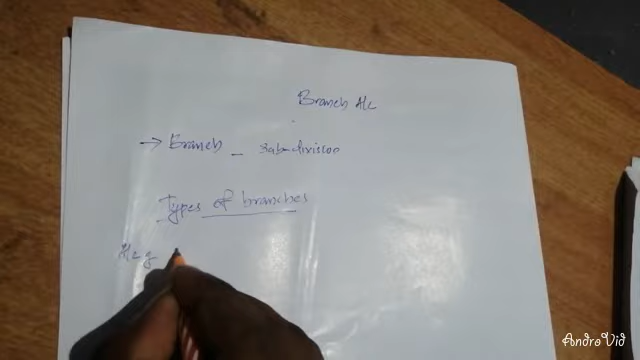 Branch A/c
→ Branch - Sub-division
Types of branches
A/c g
AndroVid